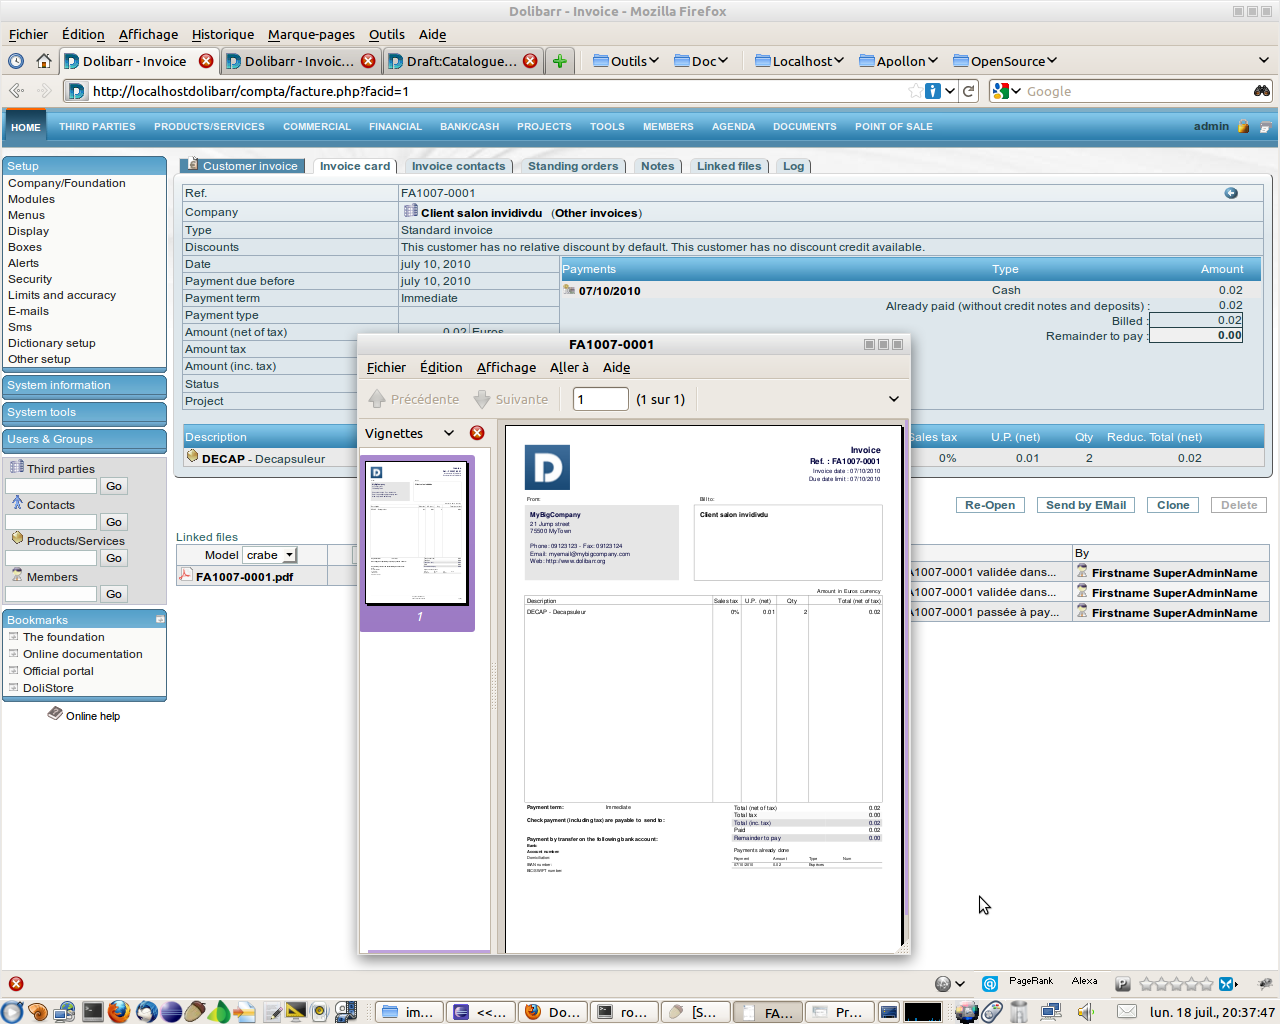 Dolibarr - Invoice - Mozilla Firefox
Fichier Édition Affichage Historique Marque-pages Outils Aide
Dolibarr - Invoice Dolibarr - Invoic... Draft:Catalogue... Outils Doc Localhost Apollon OpenSource
http://localhostdolibarr/compta/facture.php?facid=1 Google
HOME THIRD PARTIES PRODUCTS/SERVICES COMMERCIAL FINANCIAL BANK/CASH PROJECTS TOOLS MEMBERS AGENDA DOCUMENTS POINT OF SALE admin
Setup
Company/Foundation
Modules
Menus
Display
Boxes
Alerts
Security
Limits and accuracy
E-mails
Sms
Dictionary setup
Other setup
System information
System tools
Users & Groups
Third parties
Go
Contacts
Go
Products/Services
Go
Members
Go
Bookmarks
The foundation
Online documentation
Official portal
DoliStore
Online help
Customer invoice Invoice card Invoice contacts Standing orders Notes Linked files Log
Ref. FA1007-0001
Company Client salon invidivdu (Other invoices)
Type Standard invoice
Discounts This customer has no relative discount by default. This customer has no discount credit available.
Date july 10, 2010
Payment due before july 10, 2010
Payment term Immediate
Payment type
Amount (net of tax) 0.02 Euros
Amount tax
Amount (inc. tax)
Status
Project
Payments Type Amount
07/10/2010 Cash 0.02
Already paid (without credit notes and deposits) : 0.02
Billed : 0.02
Remainder to pay : 0.00
Description Sales tax U.P. (net) Qty Reduc. Total (net)
DECAP - Decapsuleur 0% 0.01 2 0.02
Re-Open Send by EMail Clone Delete
Linked files
Model crabe
FA1007-0001.pdf
By
A1007-0001 validée dans... Firstname SuperAdminName
A1007-0001 validée dans... Firstname SuperAdminName
A1007-0001 passée à pay... Firstname SuperAdminName
FA1007-0001
Fichier Édition Affichage Aller à Aide
Précédente Suivante 1 (1 sur 1)
Vignettes
1
Invoice
Ref. : FA1007-0001
Invoice date : 07/10/2010
Due date limit : 07/10/2010
From: Bill to:
MyBigCompany
21 Jump street
75500 MyTown
Phone: 09123123 - Fax: 09123124
Email: myemail@mybigcompany.com
Web: http://www.dolibarr.org
Client salon invidivdu
Amount in Euros currency
Description Sales tax U.P. (net) Qty Total (net of tax)
DECAP - Decapsuleur 0% 0.01 2 0.02
Payment term: Immediate
Check payment (including tax) are payable to send to:
Payment by transfer on the following bank account:
Bank:
Account number
Domiciliation:
IBAN number:
BIC/SWIFT number
Total (net of tax) 0.02
Total tax 0.00
Total (inc. tax) 0.02
Paid 0.02
Remainder to pay 0.00
Payments already done
Payment Amount Type Num
07/10/2010 0.02 Espèces
PageRank Alexa
im... <<... Do... ro... [S... FA... Pr... lun. 18 juil., 20:37:47